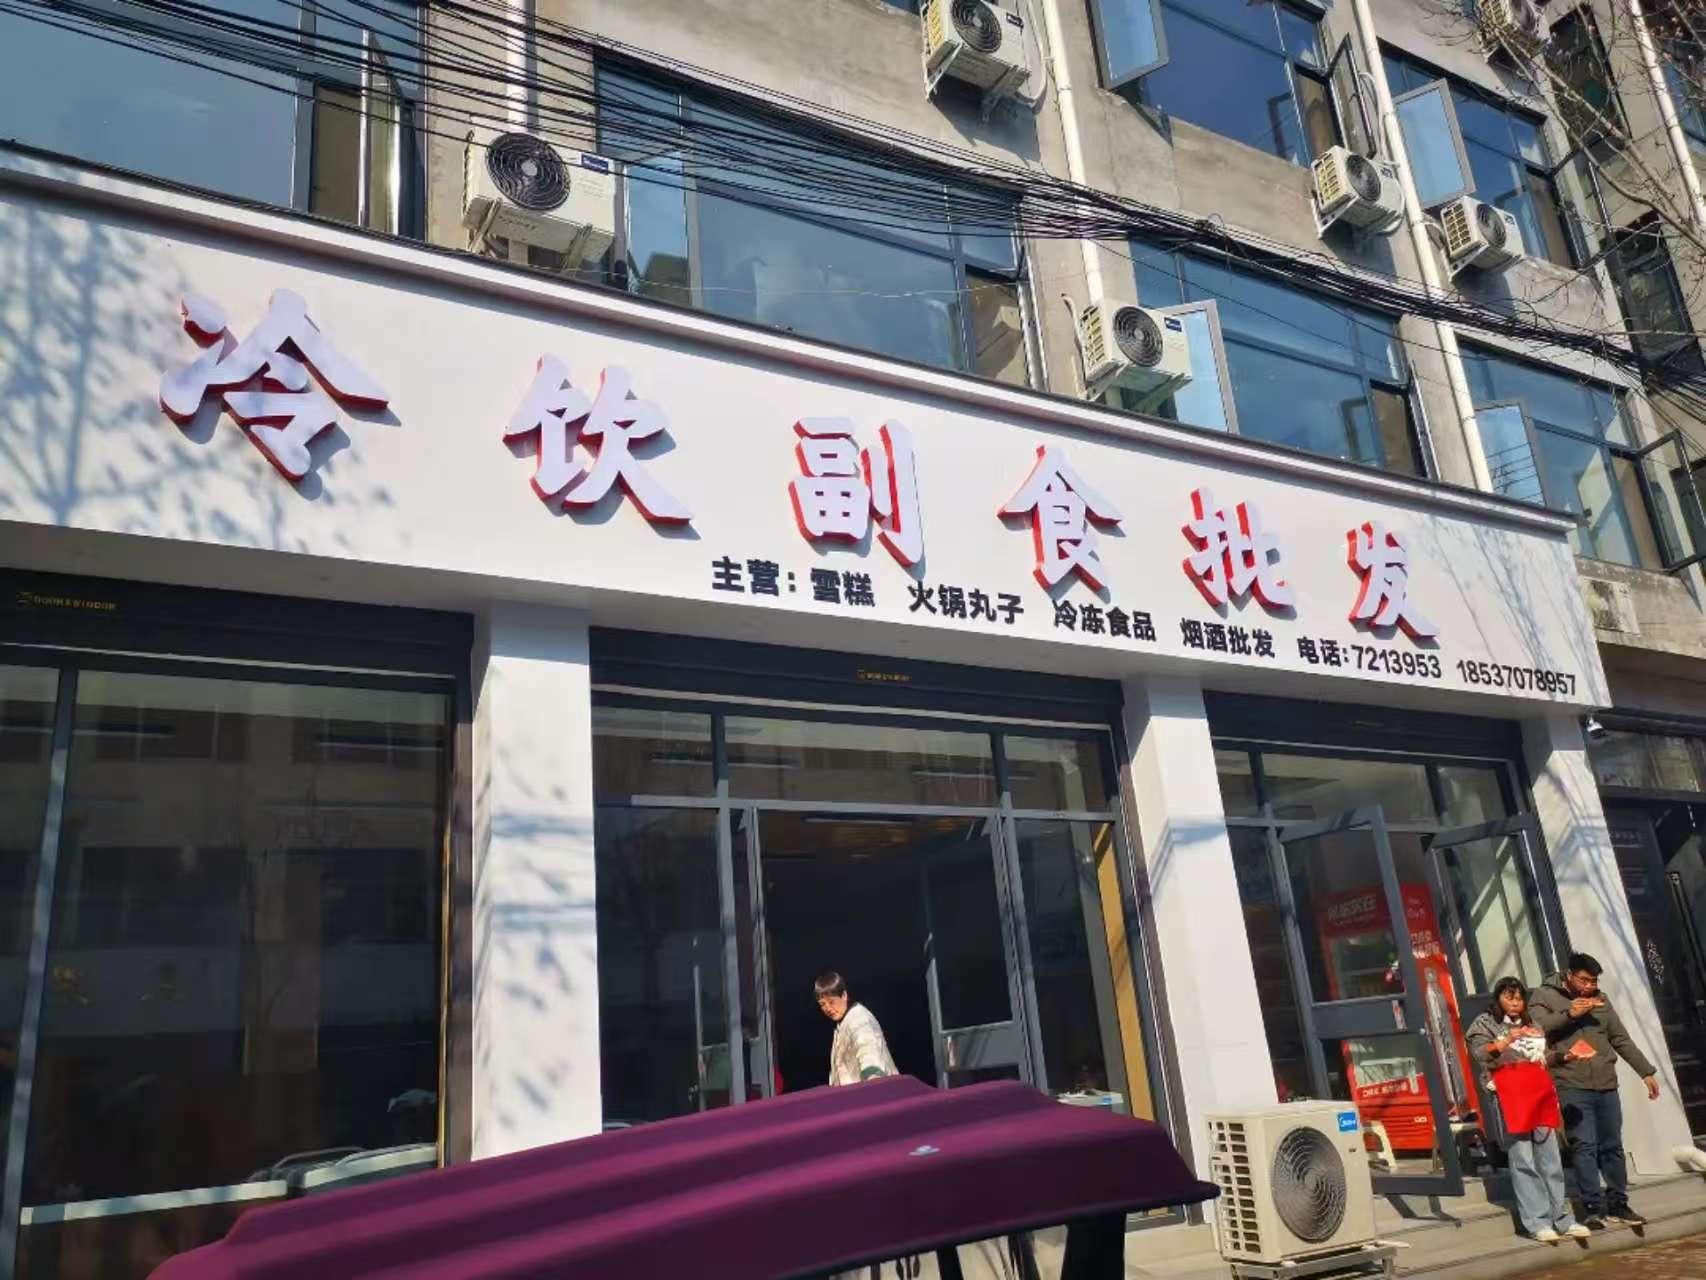 冷饮副食批发
主营：雪糕 火锅丸子 冷冻食品 烟酒批发 电话：7213953 18537078957